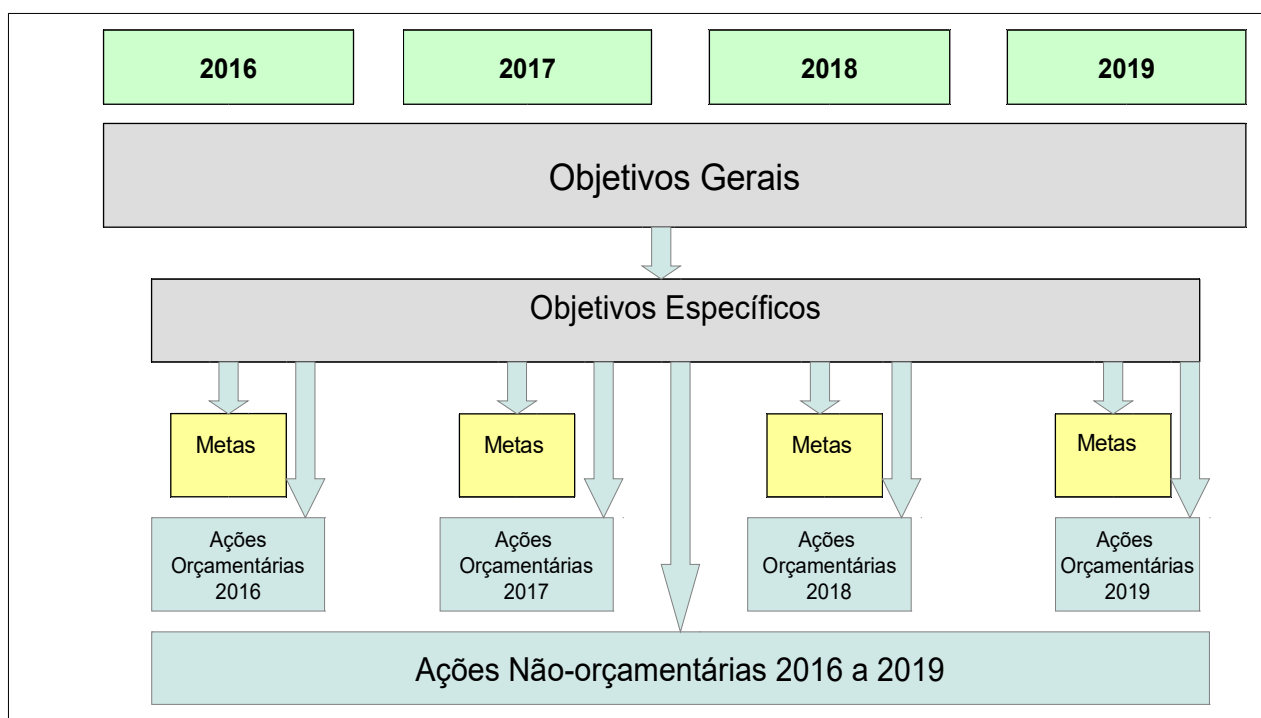 2016
2017
2018
2019
Objetivos Gerais
Objetivos Específicos
Metas
Metas
Metas
Metas
Ações
Orçamentárias
2016
Ações
Orçamentárias
2017
Ações
Orçamentárias
2018
Ações
Orçamentárias
2019
Ações Não-orçamentárias 2016 a 2019